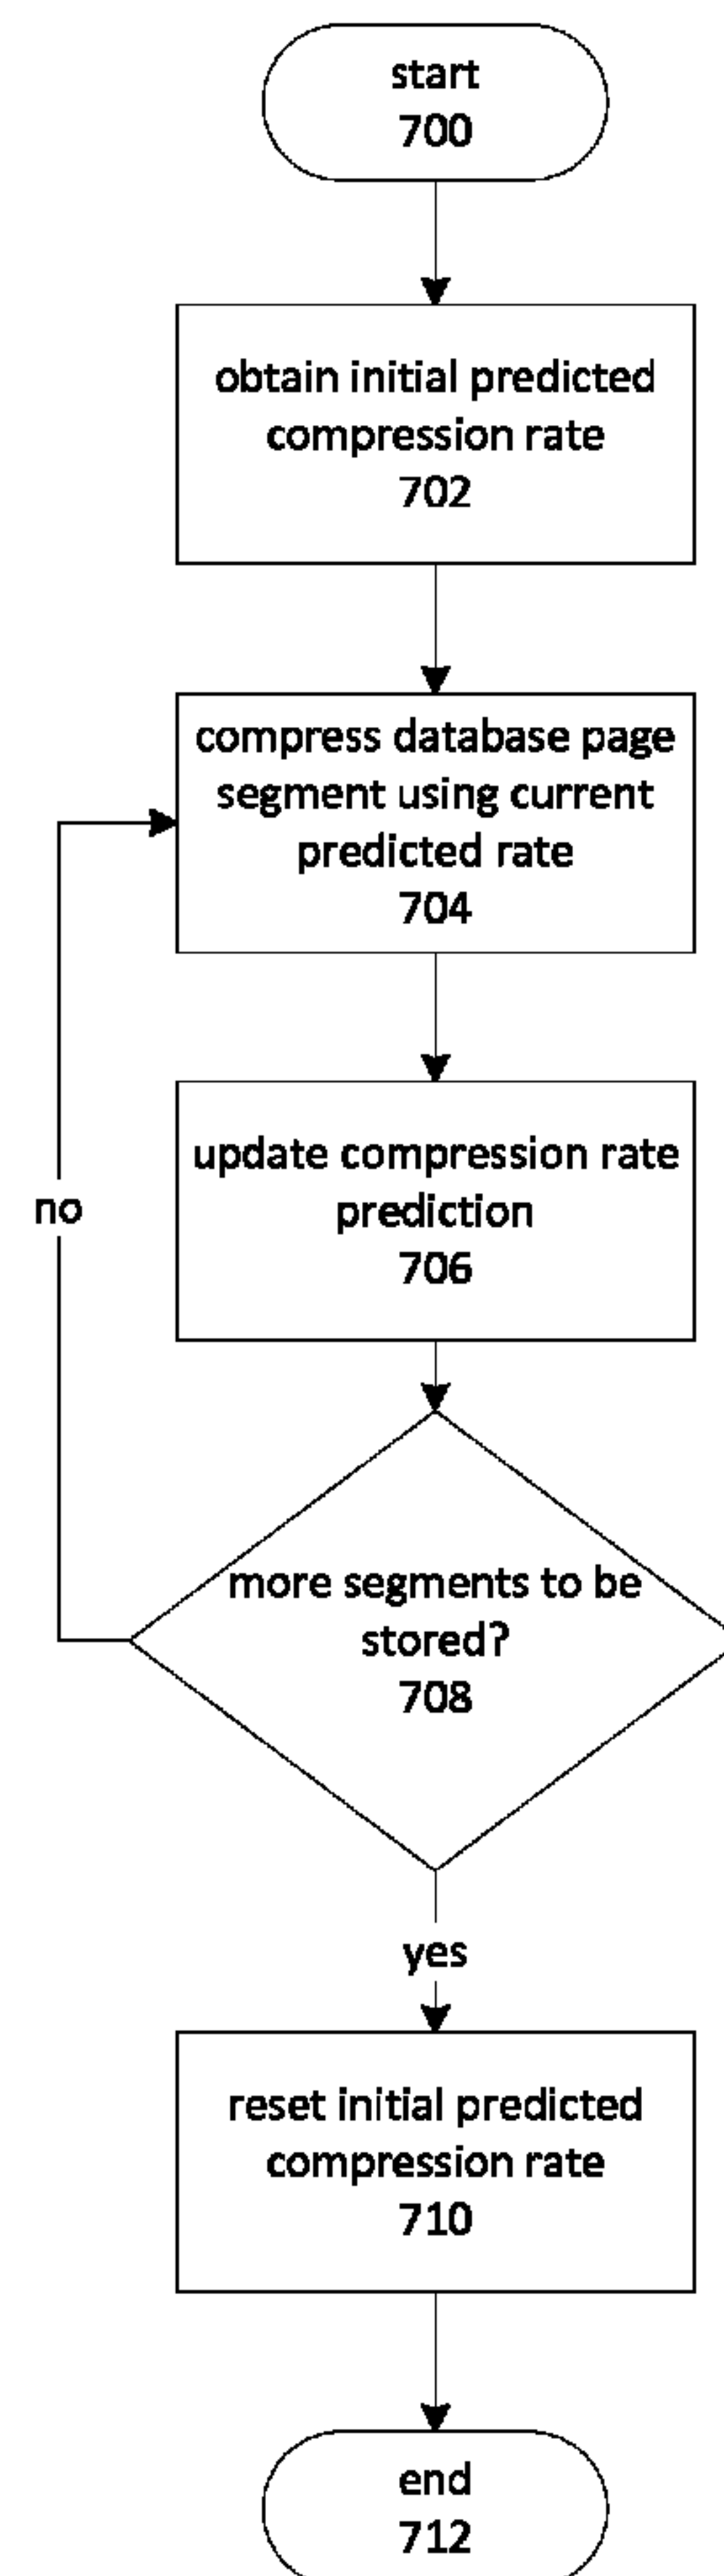 start
700
obtain initial predicted
compression rate
702
compress database page
segment using current
predicted rate
704
update compression rate
prediction
706
no
more segments to be
stored?
708
yes
reset initial predicted
compression rate
710
end
712